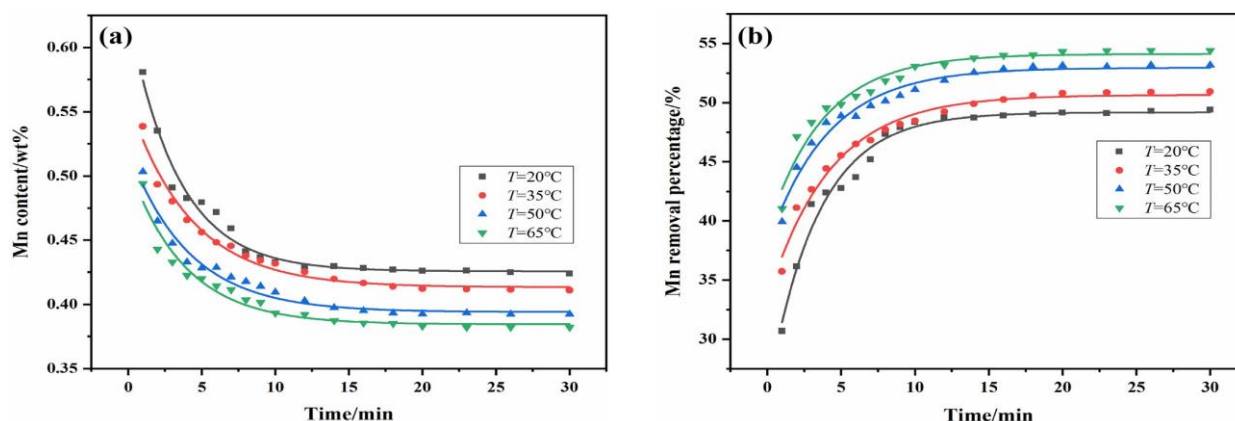 (a)
Mn content/wt%
0.60
0.55
0.50
0.45
0.40
0.35
T=20°C
T=35°C
T=50°C
T=65°C
0 5 10 15 20 25 30
Time/min
(b)
Mn removal percentage/%
55
50
45
40
35
30
T=20°C
T=35°C
T=50°C
T=65°C
0 5 10 15 20 25 30
Time/min